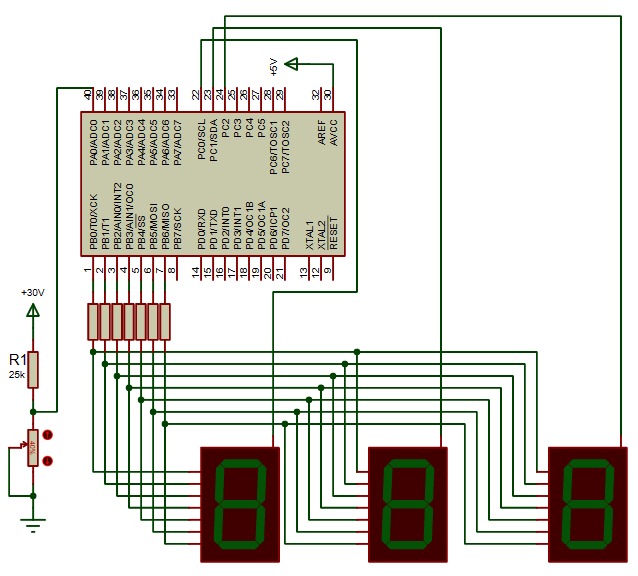 +5V
40 39 38 37 36 35 34 33 22 23 24 25 26 27 28 29 32 30
PA0/ADC0
PA1/ADC1
PA2/ADC2
PA3/ADC3
PA4/ADC4
PA5/ADC5
PA6/ADC6
PA7/ADC7
PC0/SCL
PC1/SDA
PC2
PC3
PC4
PC5
PC6/TOSC1
PC7/TOSC2
AREF
AVCC
PB0/T0/XCK
PB1/T1
PB2/AIN0/INT2
PB3/AIN1/OC0
PB4/SS
PB5/MOSI
PB6/MISO
PB7/SCK
PD0/RXD
PD1/TXD
PD2/INT0
PD3/INT1
PD4/OC1B
PD5/OC1A
PD6/ICP1
PD7/OC2
XTAL1
XTAL2
RESET
1 2 3 4 5 6 7 8 14 15 16 17 18 19 20 21 13 12 9
+30V
R1
25k
40%